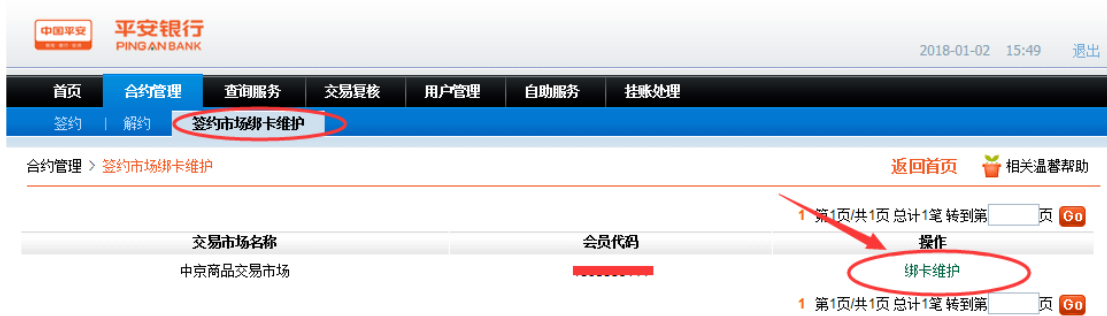 中国平安 平安银行
PINGAN BANK
2018-01-02 15:49 退出
首页 合约管理 查询服务 交易复核 用户管理 自助服务 挂账处理
签约 | 解约 签约市场绑卡维护
合约管理 > 签约市场绑卡维护 返回首页 相关温馨帮助
1 第1页/共1页 总计1笔 转到第 页 Go
交易市场名称 会员代码 操作
中京商品交易市场 绑卡维护
1 第1页/共1页 总计1笔 转到第 页 Go